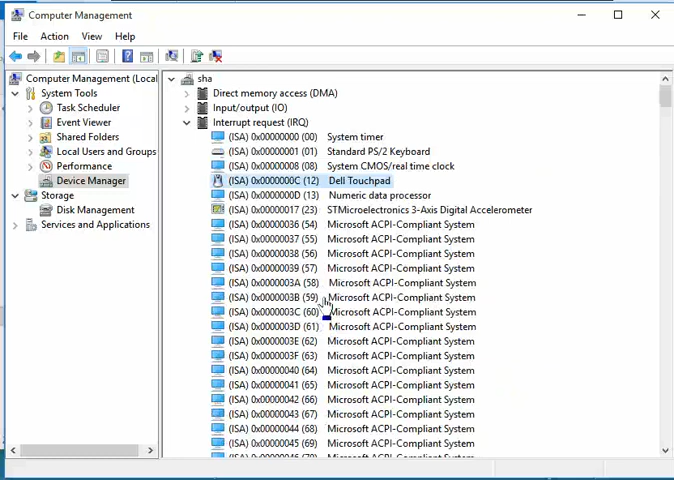 Computer Management
File Action View Help
Computer Management (Local
System Tools
Task Scheduler
Event Viewer
Shared Folders
Local Users and Groups
Performance
Device Manager
Storage
Disk Management
Services and Applications
sha
Direct memory access (DMA)
Input/output (IO)
Interrupt request (IRQ)
(ISA) 0x00000000 (00) System timer
(ISA) 0x00000001 (01) Standard PS/2 Keyboard
(ISA) 0x00000008 (08) System CMOS/real time clock
(ISA) 0x0000000C (12) Dell Touchpad
(ISA) 0x0000000D (13) Numeric data processor
(ISA) 0x00000017 (23) STMicroelectronics 3-Axis Digital Accelerometer
(ISA) 0x00000036 (54) Microsoft ACPI-Compliant System
(ISA) 0x00000037 (55) Microsoft ACPI-Compliant System
(ISA) 0x00000038 (56) Microsoft ACPI-Compliant System
(ISA) 0x00000039 (57) Microsoft ACPI-Compliant System
(ISA) 0x0000003A (58) Microsoft ACPI-Compliant System
(ISA) 0x0000003B (59) Microsoft ACPI-Compliant System
(ISA) 0x0000003C (60) Microsoft ACPI-Compliant System
(ISA) 0x0000003D (61) Microsoft ACPI-Compliant System
(ISA) 0x0000003E (62) Microsoft ACPI-Compliant System
(ISA) 0x0000003F (63) Microsoft ACPI-Compliant System
(ISA) 0x00000040 (64) Microsoft ACPI-Compliant System
(ISA) 0x00000041 (65) Microsoft ACPI-Compliant System
(ISA) 0x00000042 (66) Microsoft ACPI-Compliant System
(ISA) 0x00000043 (67) Microsoft ACPI-Compliant System
(ISA) 0x00000044 (68) Microsoft ACPI-Compliant System
(ISA) 0x00000045 (69) Microsoft ACPI-Compliant System